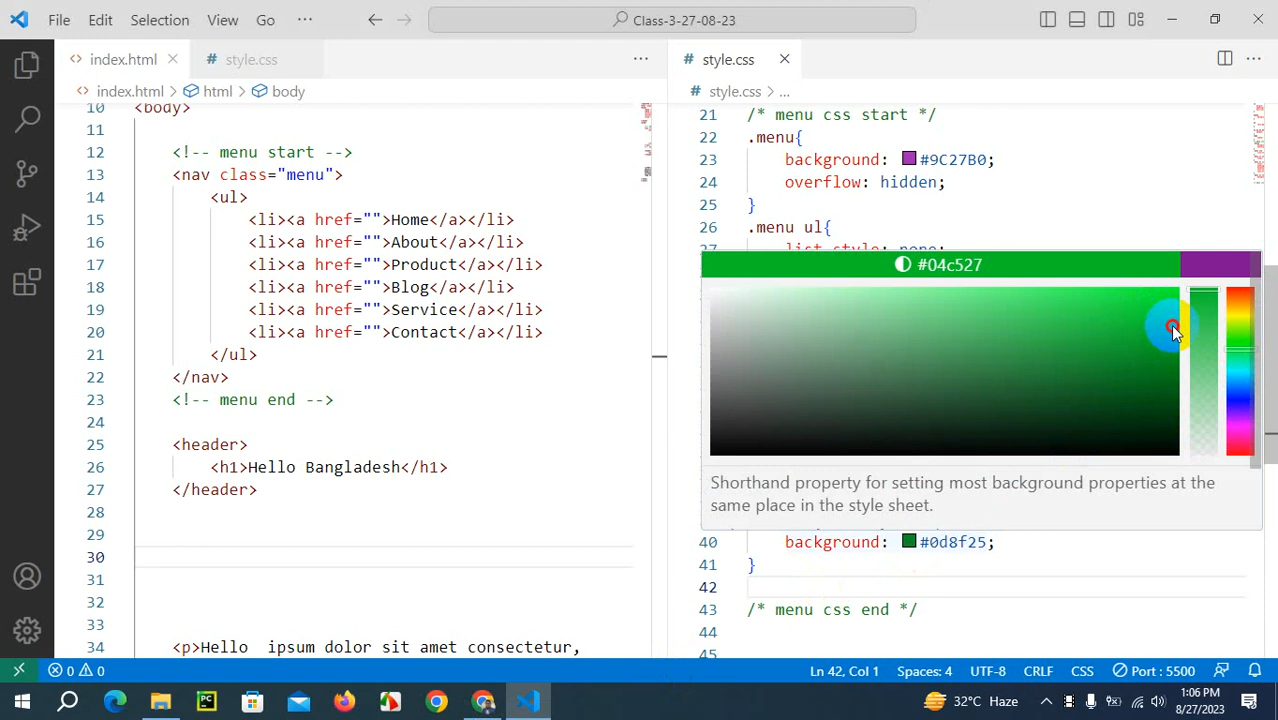 File Edit Selection View Go ··· Class-3-27-08-23
index.html style.css ···
index.html > html > body
10 <body>
11
12 <!-- menu start -->
13 <nav class="menu">
14 <ul>
15 <li><a href="">Home</a></li>
16 <li><a href="">About</a></li>
17 <li><a href="">Product</a></li>
18 <li><a href="">Blog</a></li>
19 <li><a href="">Service</a></li>
20 <li><a href="">Contact</a></li>
21 </ul>
22 </nav>
23 <!-- menu end -->
24
25 <header>
26 <h1>Hello Bangladesh</h1>
27 </header>
28
29
30
31
32
33
34 <p>Hello  ipsum dolor sit amet consectetur,
style.css ···
style.css > ...
21 /* menu css start */
22 .menu{
23 background: #9C27B0;
24 overflow: hidden;
25 }
26 .menu ul{
27 list-style: none;
#04c527
Shorthand property for setting most background properties at the
same place in the style sheet.
40 background: #0d8f25;
41 }
42
43 /* menu css end */
44
45
0 0 Ln 42, Col 1 Spaces: 4 UTF-8 CRLF CSS Port : 5500
PC 32°C Haze 1:06 PM
8/27/2023